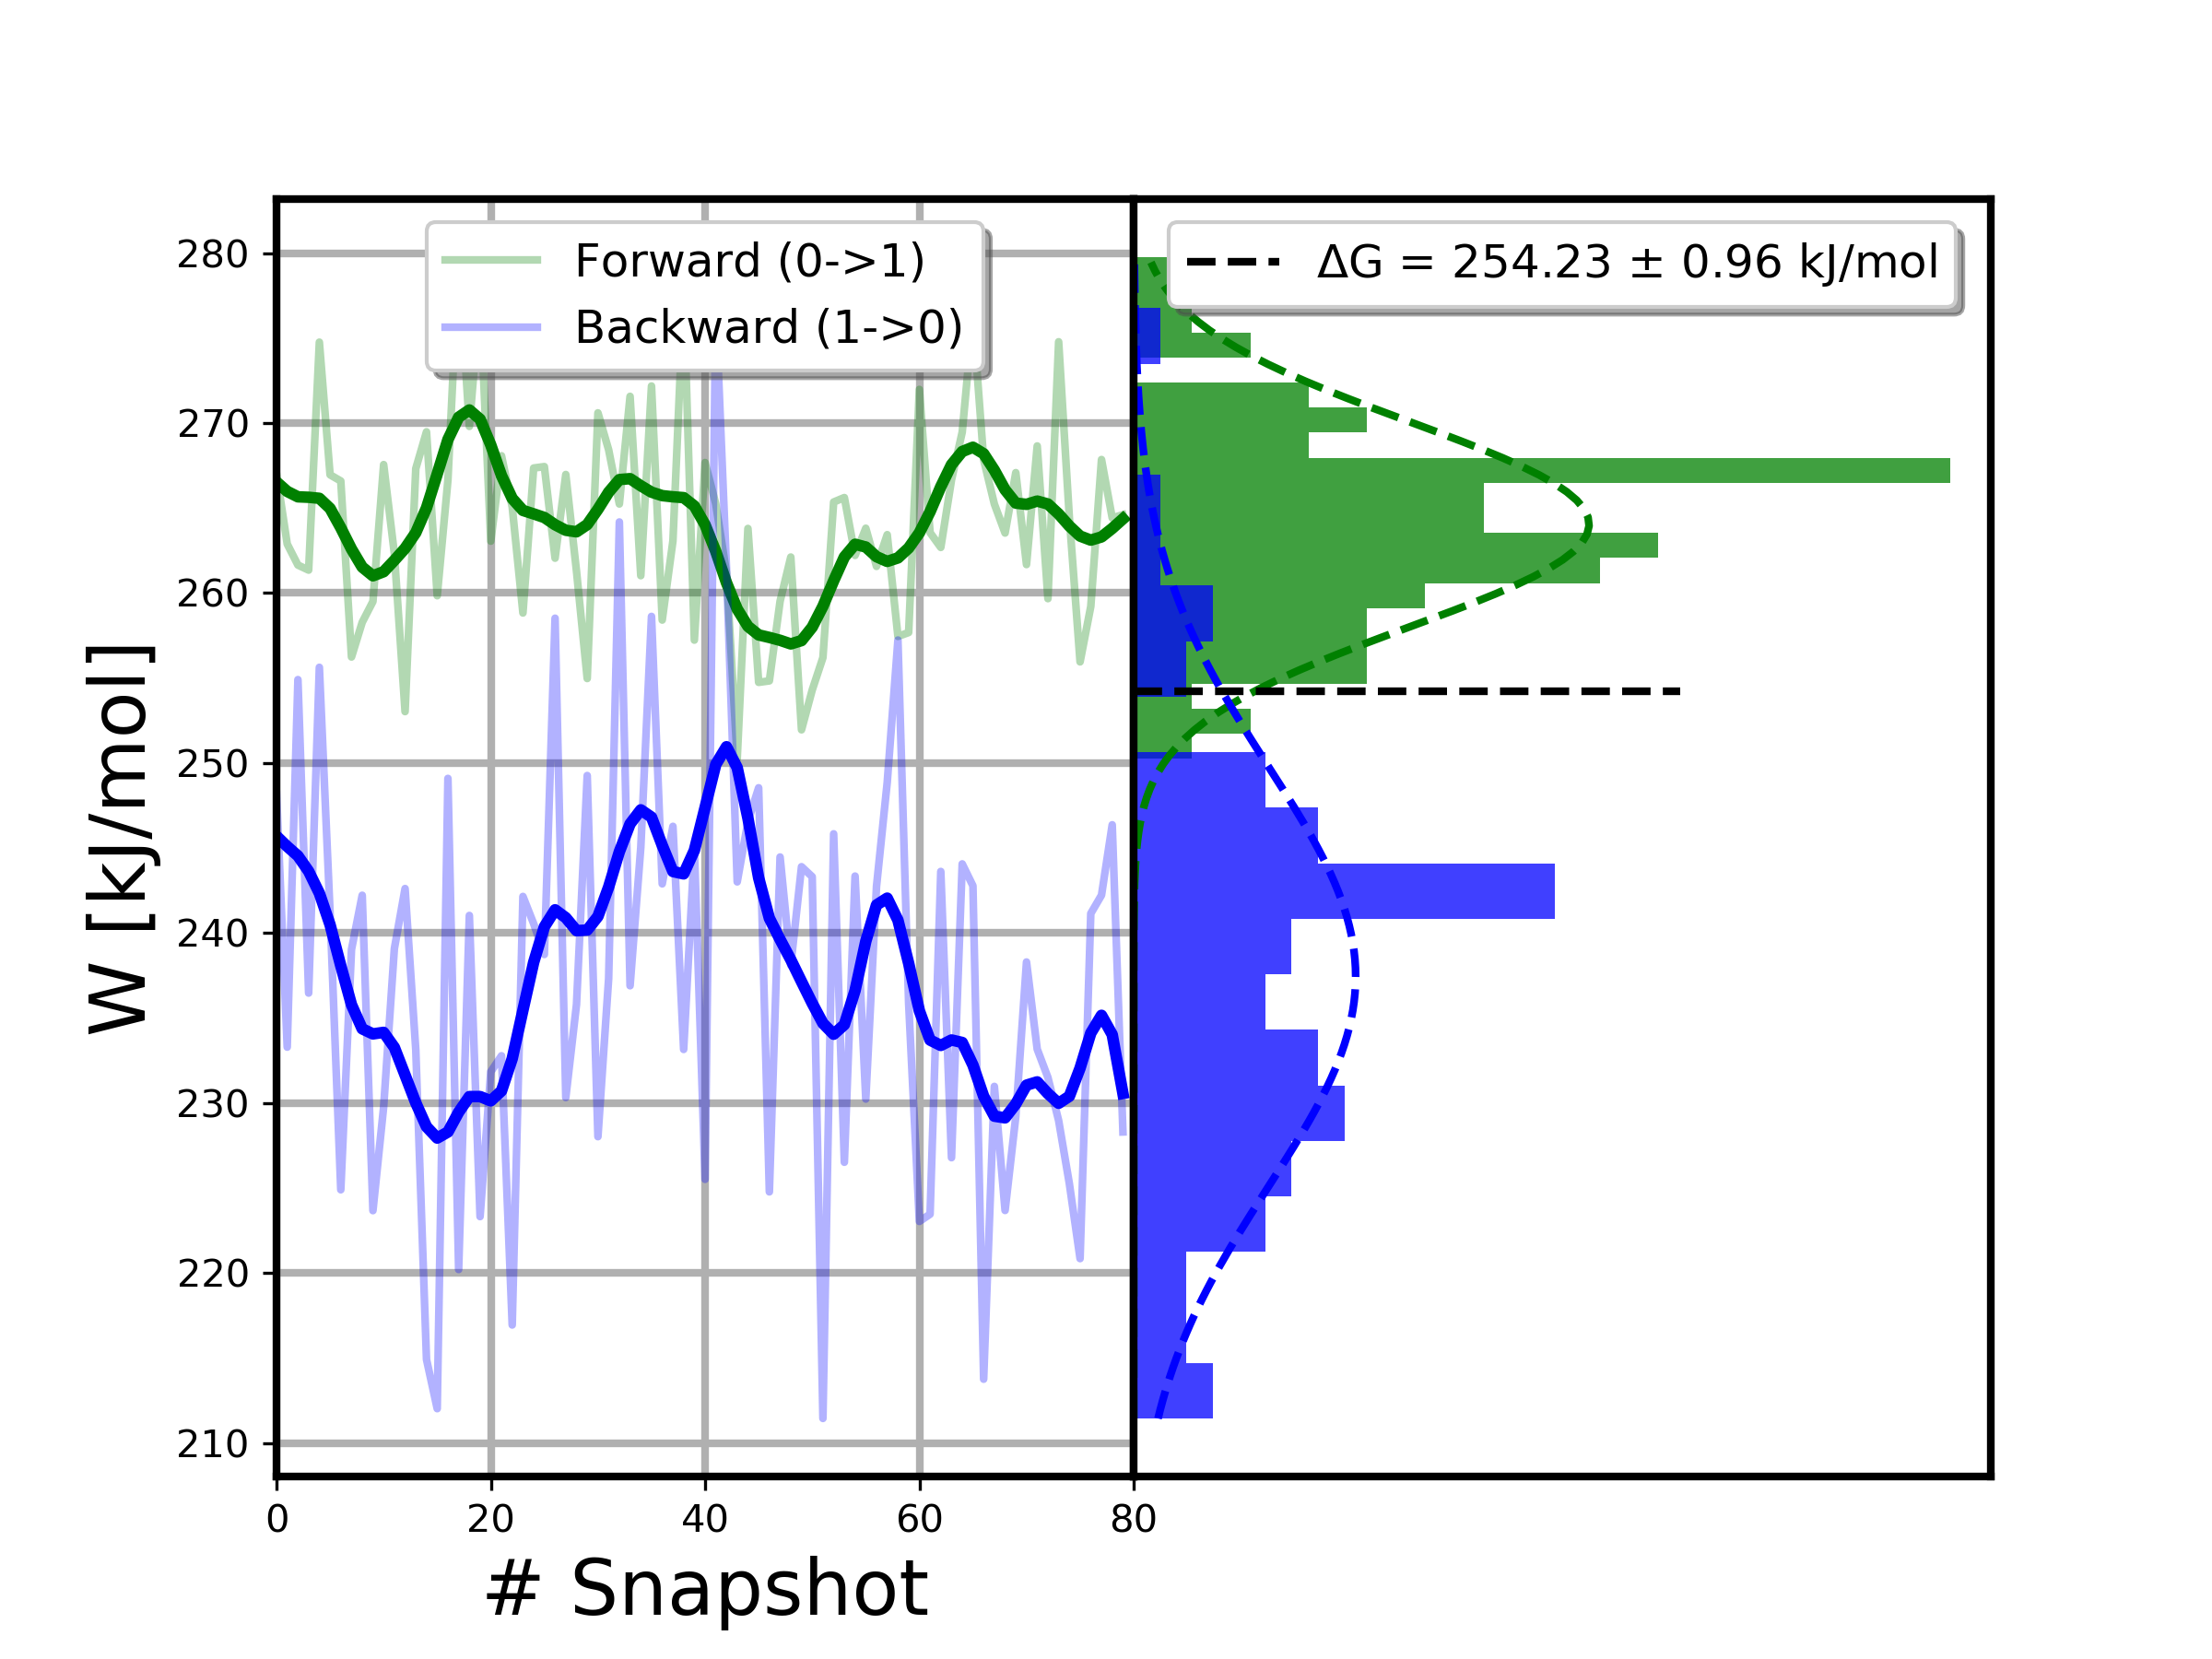 Forward (0->1)
Backward (1->0)
ΔG = 254.23 ± 0.96 kJ/mol
280
270
260
250
240
230
220
210
W [kJ/mol]
0 20 40 60 80
# Snapshot